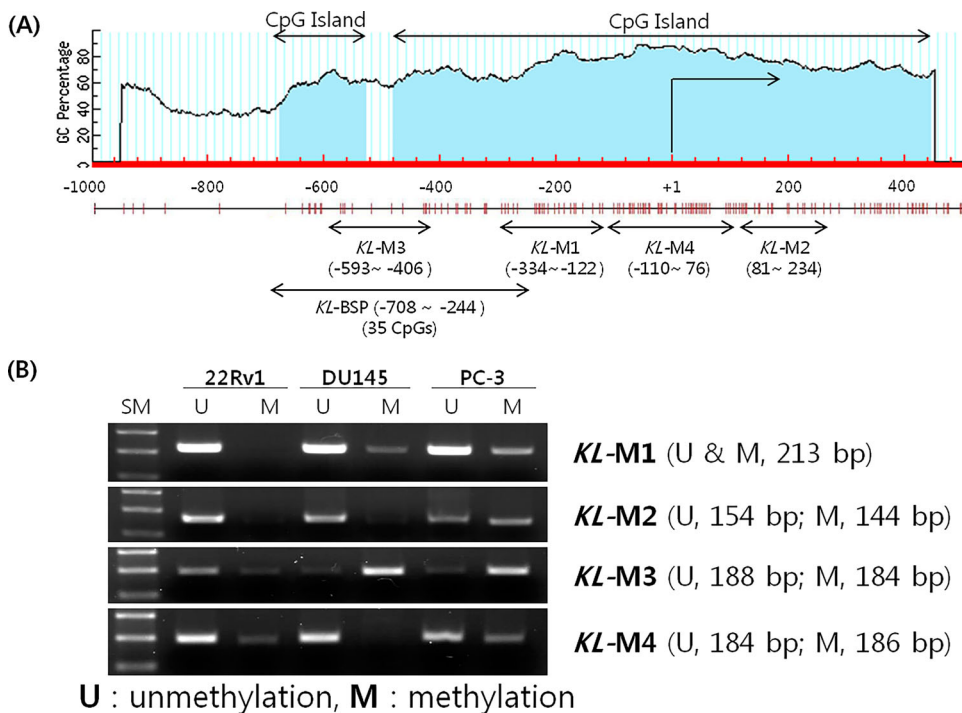 (A)
CpG Island CpG Island
GC Percentage
0 20 40 60 80
-1000 -800 -600 -400 -200 +1 200 400
KL-M3 KL-M1 KL-M4 KL-M2
(-593~ -406) (-334~-122) (-110~ 76) (81~ 234)
KL-BSP (-708 ~ -244)
(35 CpGs)
(B)
22Rv1 DU145 PC-3
SM U M U M U M
KL-M1 (U & M, 213 bp)
KL-M2 (U, 154 bp; M, 144 bp)
KL-M3 (U, 188 bp; M, 184 bp)
KL-M4 (U, 184 bp; M, 186 bp)
U : unmethylation, M : methylation